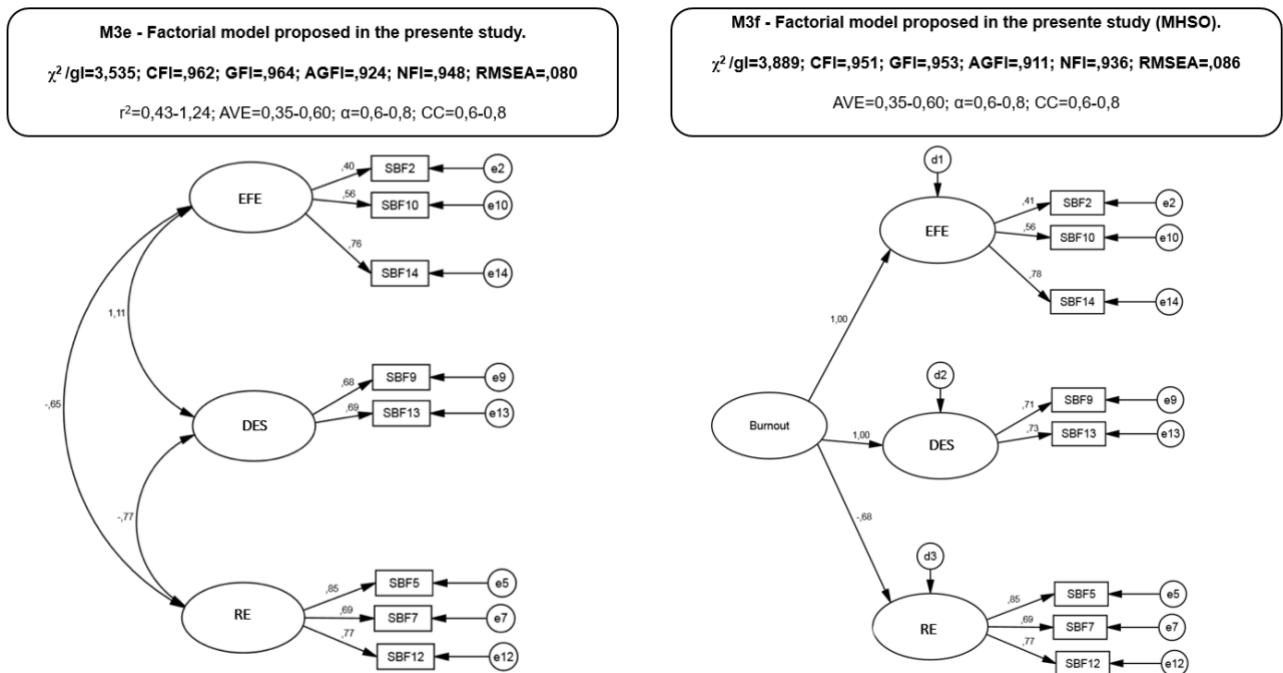 M3e - Factorial model proposed in the presente study.
χ²/gl=3,535; CFI=,962; GFI=,964; AGFI=,924; NFI=,948; RMSEA=,080
r²=0,43-1,24; AVE=0,35-0,60; α=0,6-0,8; CC=0,6-0,8
EFE
,40
SBF2
e2
,56
SBF10
e10
,76
SBF14
e14
1,11
-,65
DES
,68
SBF9
e9
,69
SBF13
e13
-,77
RE
,85
SBF5
e5
,69
SBF7
e7
,77
SBF12
e12
M3f - Factorial model proposed in the presente study (MHSO).
χ²/gl=3,889; CFI=,951; GFI=,953; AGFI=,911; NFI=,936; RMSEA=,086
AVE=0,35-0,60; α=0,6-0,8; CC=0,6-0,8
d1
EFE
,41
SBF2
e2
,56
SBF10
e10
,78
SBF14
e14
1,00
d2
Burnout
1,00
DES
,71
SBF9
e9
,73
SBF13
e13
-,68
d3
RE
,85
SBF5
e5
,69
SBF7
e7
,77
SBF12
e12